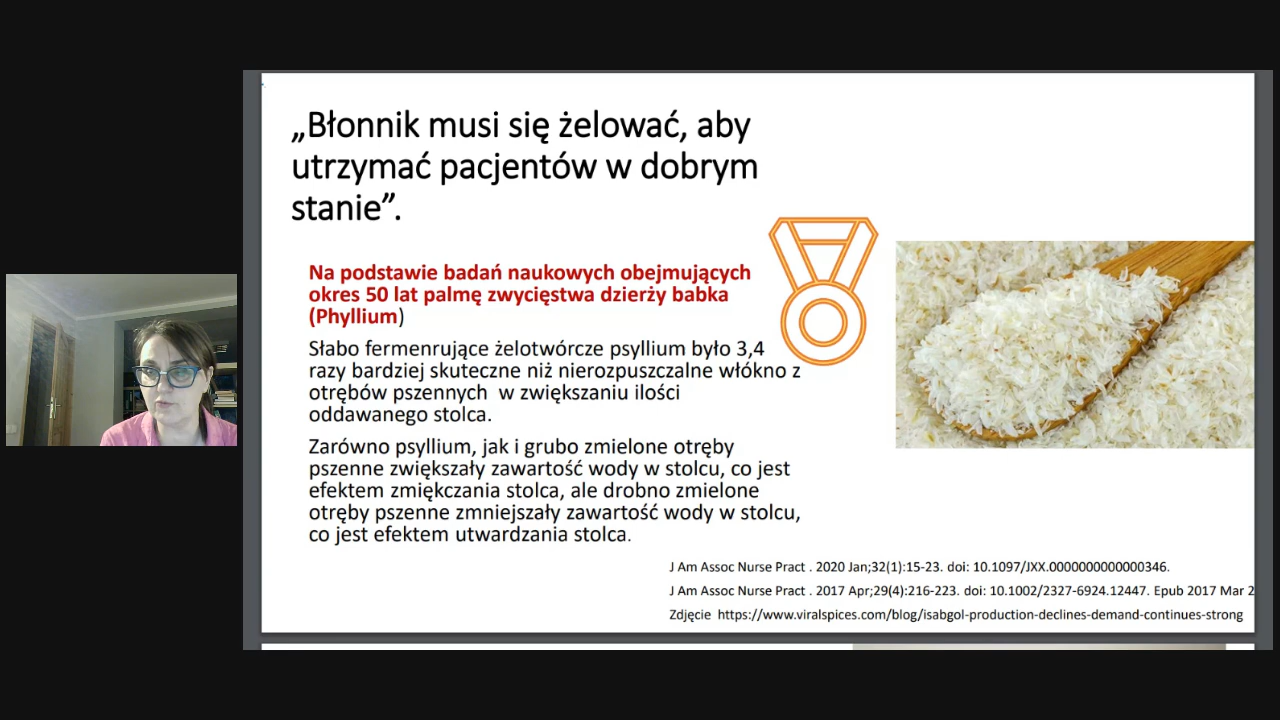 „Błonnik musi się żelować, aby
utrzymać pacjentów w dobrym
stanie”.
Na podstawie badań naukowych obejmujących
okres 50 lat palmę zwycięstwa dzierży babka
(Phyllium)
Słabo fermenrujące żelotwórcze psyllium było 3,4
razy bardziej skuteczne niż nierozpuszczalne włókno z
otrębów pszennych w zwiększaniu ilości
oddawanego stolca.
Zarówno psyllium, jak i grubo zmielone otręby
pszenne zwiększały zawartość wody w stolcu, co jest
efektem zmiękczania stolca, ale drobno zmielone
otręby pszenne zmniejszały zawartość wody w stolcu,
co jest efektem utwardzania stolca.
J Am Assoc Nurse Pract . 2020 Jan;32(1):15-23. doi: 10.1097/JXX.0000000000000346.
J Am Assoc Nurse Pract . 2017 Apr;29(4):216-223. doi: 10.1002/2327-6924.12447. Epub 2017 Mar 2
Zdjęcie https://www.viralspices.com/blog/isabgol-production-declines-demand-continues-strong